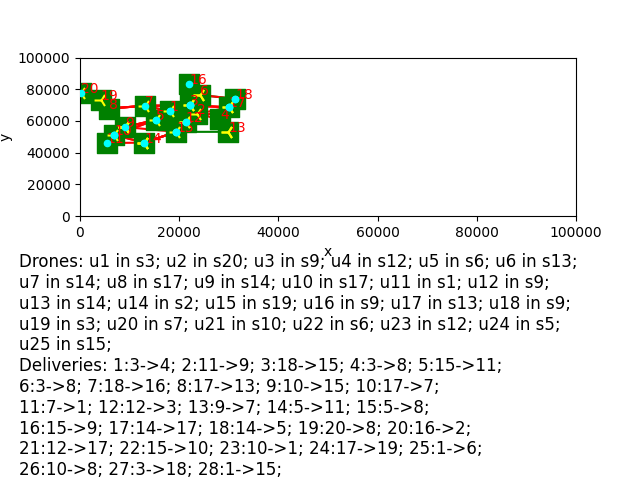 100000
80000
60000
40000
20000
0
y
0 20000 40000 60000 80000 100000
x
Drones: u1 in s3; u2 in s20; u3 in s9; u4 in s12; u5 in s6; u6 in s13;
u7 in s14; u8 in s17; u9 in s14; u10 in s17; u11 in s1; u12 in s9;
u13 in s14; u14 in s2; u15 in s19; u16 in s9; u17 in s13; u18 in s9;
u19 in s3; u20 in s7; u21 in s10; u22 in s6; u23 in s12; u24 in s5;
u25 in s15;
Deliveries: 1:3->4; 2:11->9; 3:18->15; 4:3->8; 5:15->11;
6:3->8; 7:18->16; 8:17->13; 9:10->15; 10:17->7;
11:7->1; 12:12->3; 13:9->7; 14:5->11; 15:5->8;
16:15->9; 17:14->17; 18:14->5; 19:20->8; 20:16->2;
21:12->17; 22:15->10; 23:10->1; 24:17->19; 25:1->6;
26:10->8; 27:3->18; 28:1->15;